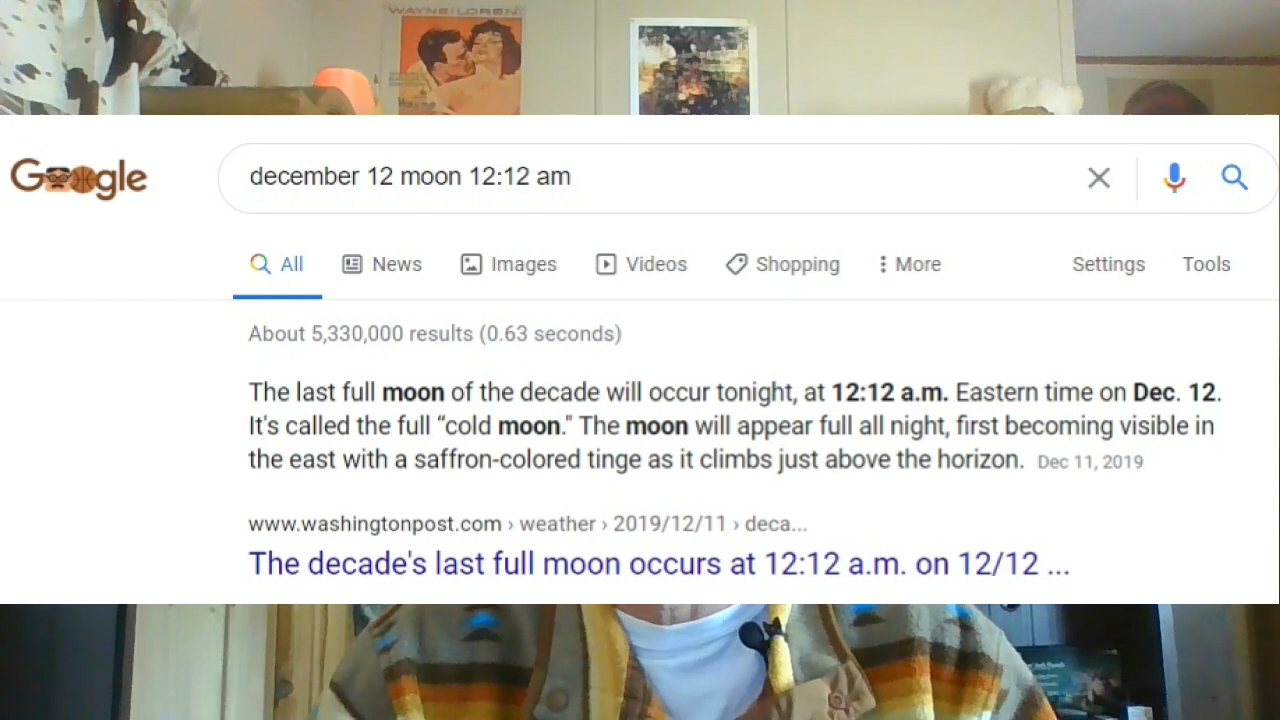 WAYNE LOREN
Google
december 12 moon 12:12 am
All News Images Videos Shopping More Settings Tools
About 5,330,000 results (0.63 seconds)
The last full moon of the decade will occur tonight, at 12:12 a.m. Eastern time on Dec. 12.
It's called the full “cold moon." The moon will appear full all night, first becoming visible in
the east with a saffron-colored tinge as it climbs just above the horizon. Dec 11, 2019
www.washingtonpost.com › weather › 2019/12/11 › deca...
The decade's last full moon occurs at 12:12 a.m. on 12/12 ...